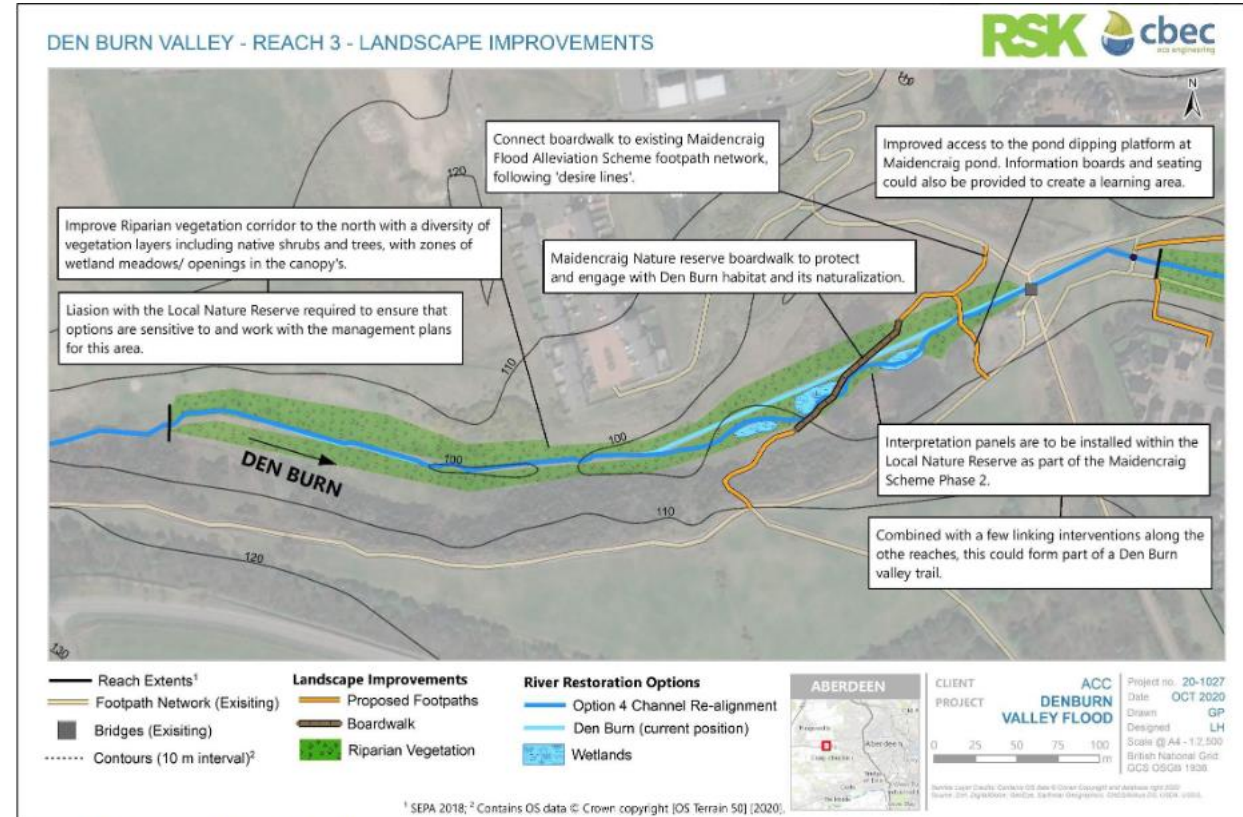 DEN BURN VALLEY - REACH 3 - LANDSCAPE IMPROVEMENTS
RSK
cbec
eco engineering
N
Connect boardwalk to existing Maidencraig
Flood Alleviation Scheme footpath network,
following 'desire lines'.
Improved access to the pond dipping platform at
Maidencraig pond. Information boards and seating
could also be provided to create a learning area.
Improve Riparian vegetation corridor to the north with a diversity of
vegetation layers including native shrubs and trees, with zones of
wetland meadows/ openings in the canopy's.
Maidencraig Nature reserve boardwalk to protect
and engage with Den Burn habitat and its naturalization.
Liasion with the Local Nature Reserve required to ensure that
options are sensitive to and work with the management plans
for this area.
120
110
100
100
DEN BURN
110
120
130
Interpretation panels are to be installed within the
Local Nature Reserve as part of the Maidencraig
Scheme Phase 2.
Combined with a few linking interventions along the
othe reaches, this could form part of a Den Burn
valley trail.
Reach Extents¹
Footpath Network (Exisiting)
Bridges (Exisiting)
Contours (10 m interval)²
Landscape Improvements
Proposed Footpaths
Boardwalk
Riparian Vegetation
River Restoration Options
Option 4 Channel Re-alignment
Den Burn (current position)
Wetlands
ABERDEEN
Aberdeen
CLIENT ACC
PROJECT DENBURN
VALLEY FLOOD
0 25 50 75 100
m
Project no. 20-1027
Date OCT 2020
Drawn GP
Designed LH
Scale @ A4 - 1:2,500
British National Grid
GCS OSGB 1936
¹ SEPA 2018; ² Contains OS data © Crown copyright [OS Terrain 50] [2020],